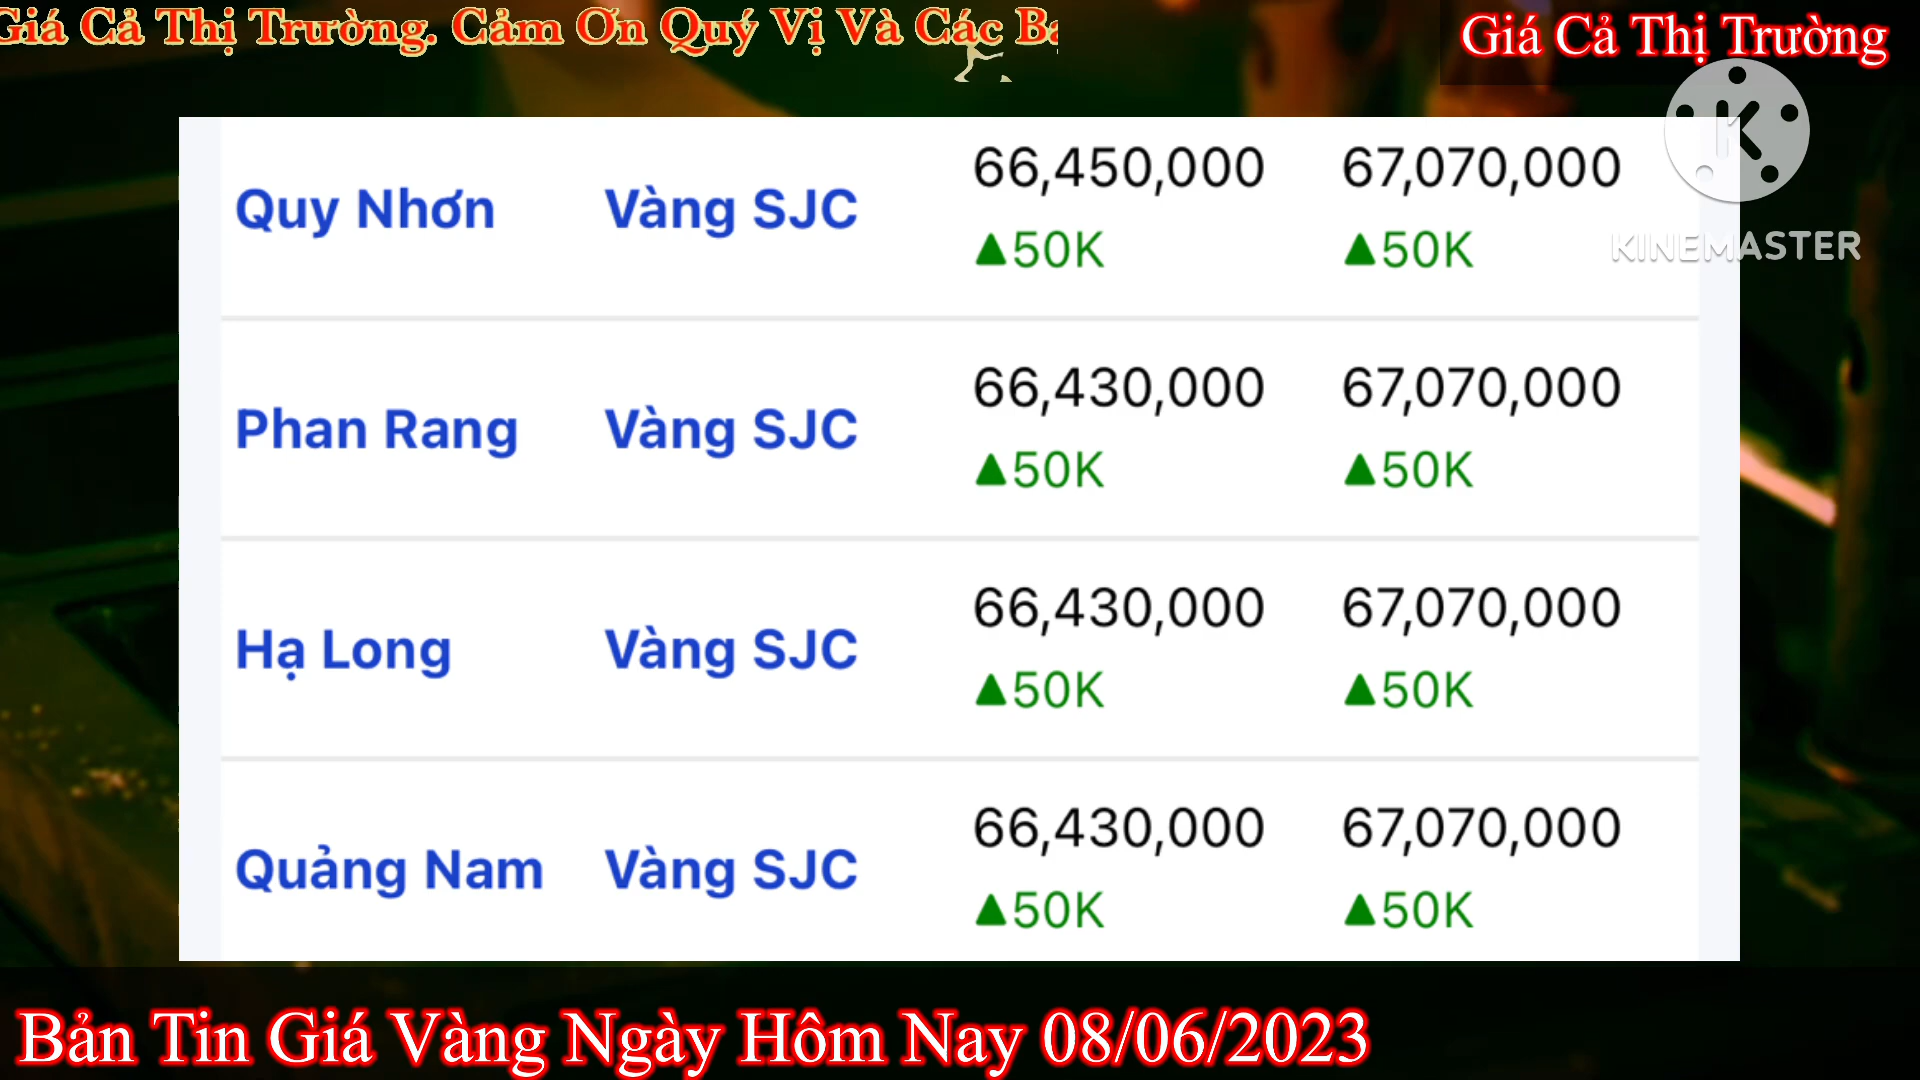 Giá Cả Thị Trường. Cảm Ơn Quý Vị Và Các
Giá Cả Thị Trường
K
KINEMASTER
66,450,000 67,070,000
Quy Nhơn Vàng SJC
▲50K ▲50K
66,430,000 67,070,000
Phan Rang Vàng SJC
▲50K ▲50K
66,430,000 67,070,000
Hạ Long Vàng SJC
▲50K ▲50K
66,430,000 67,070,000
Quảng Nam Vàng SJC
▲50K ▲50K
Bản Tin Giá Vàng Ngày Hôm Nay 08/06/2023